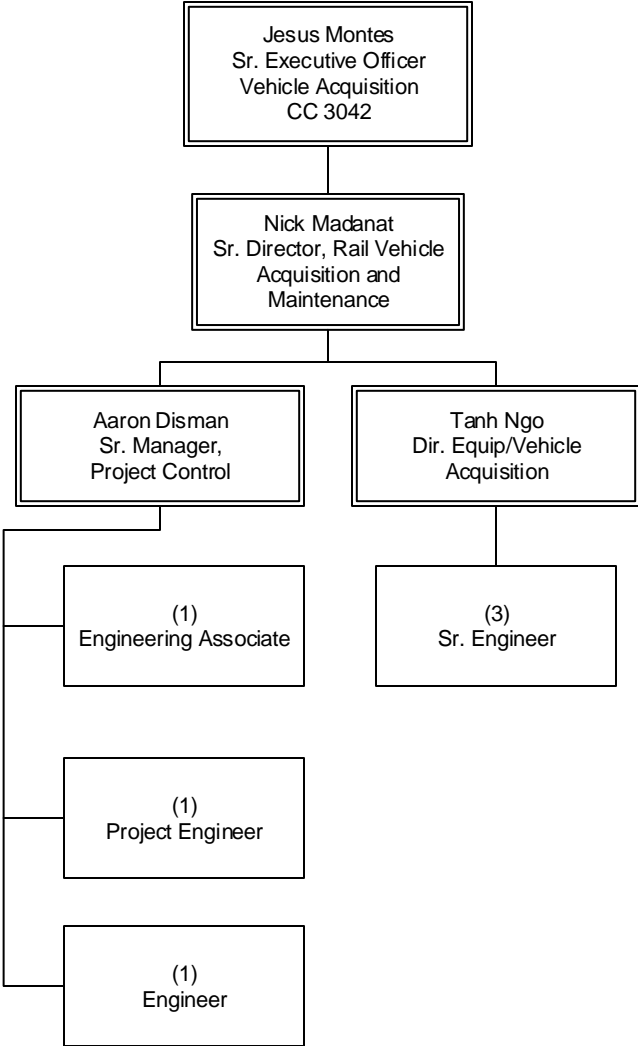 Jesus Montes
Sr. Executive Officer
Vehicle Acquisition
CC 3042
Nick Madanat
Sr. Director, Rail Vehicle
Acquisition and
Maintenance
Aaron Disman
Sr. Manager,
Project Control
Tanh Ngo
Dir. Equip/Vehicle
Acquisition
(1)
Engineering Associate
(3)
Sr. Engineer
(1)
Project Engineer
(1)
Engineer